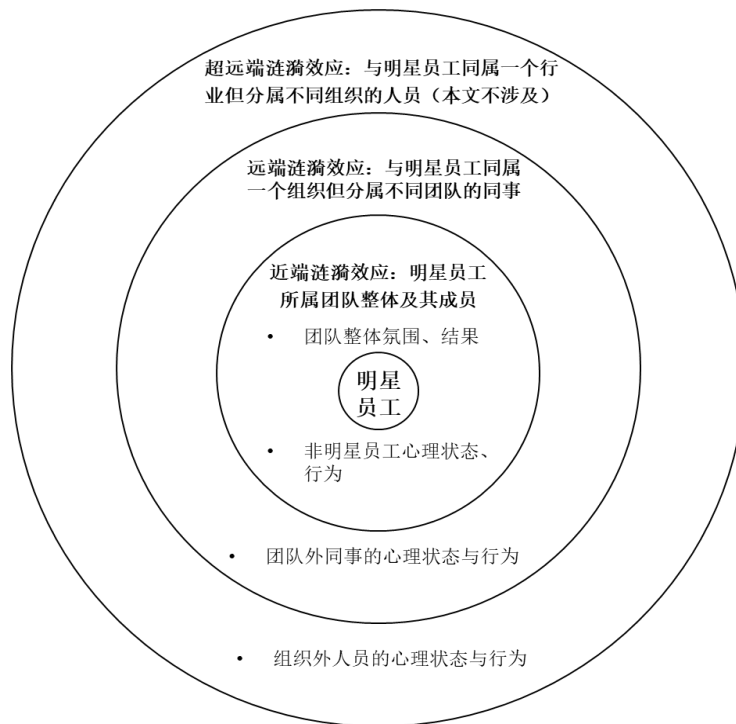 超远端涟漪效应：与明星员工同属一个行
业但分属不同组织的人员（本文不涉及）
远端涟漪效应：与明星员工同属
一个组织但分属不同团队的同事
近端涟漪效应：明星员工
所属团队整体及其成员
• 团队整体氛围、结果
明星
员工
• 非明星员工心理状态、
行为
• 团队外同事的心理状态与行为
• 组织外人员的心理状态与行为